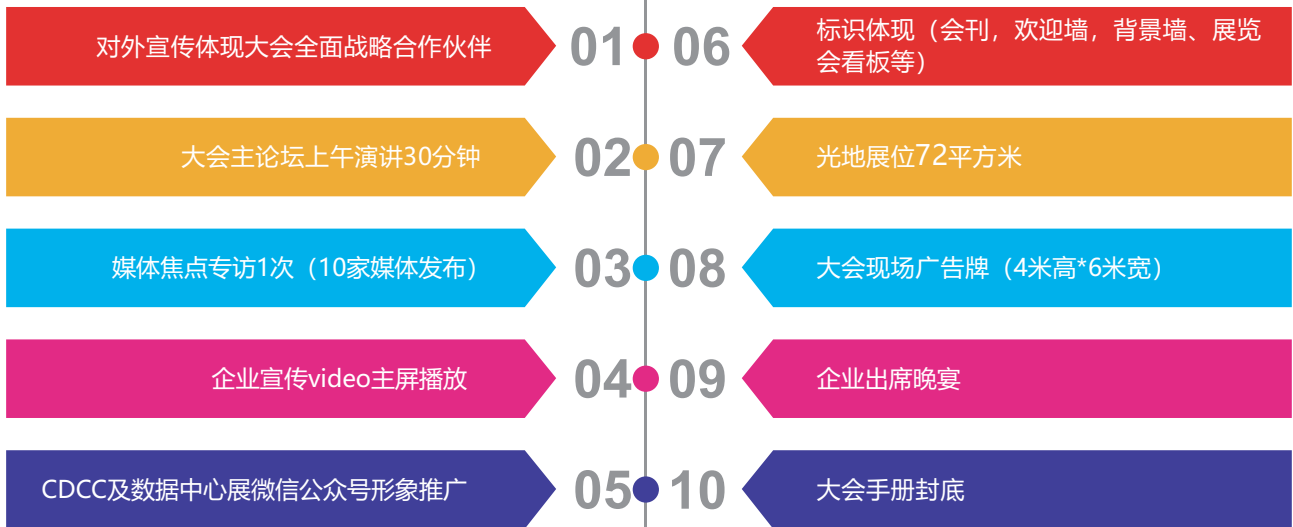 对外宣传体现大会全面战略合作伙伴
01
大会主论坛上午演讲30分钟
02
媒体焦点专访1次（10家媒体发布）
03
企业宣传video主屏播放
04
CDCC及数据中心展微信公众号形象推广
05
06
标识体现（会刊，欢迎墙，背景墙、展览
会看板等）
07
光地展位72平方米
08
大会现场广告牌（4米高*6米宽）
09
企业出席晚宴
10
大会手册封底